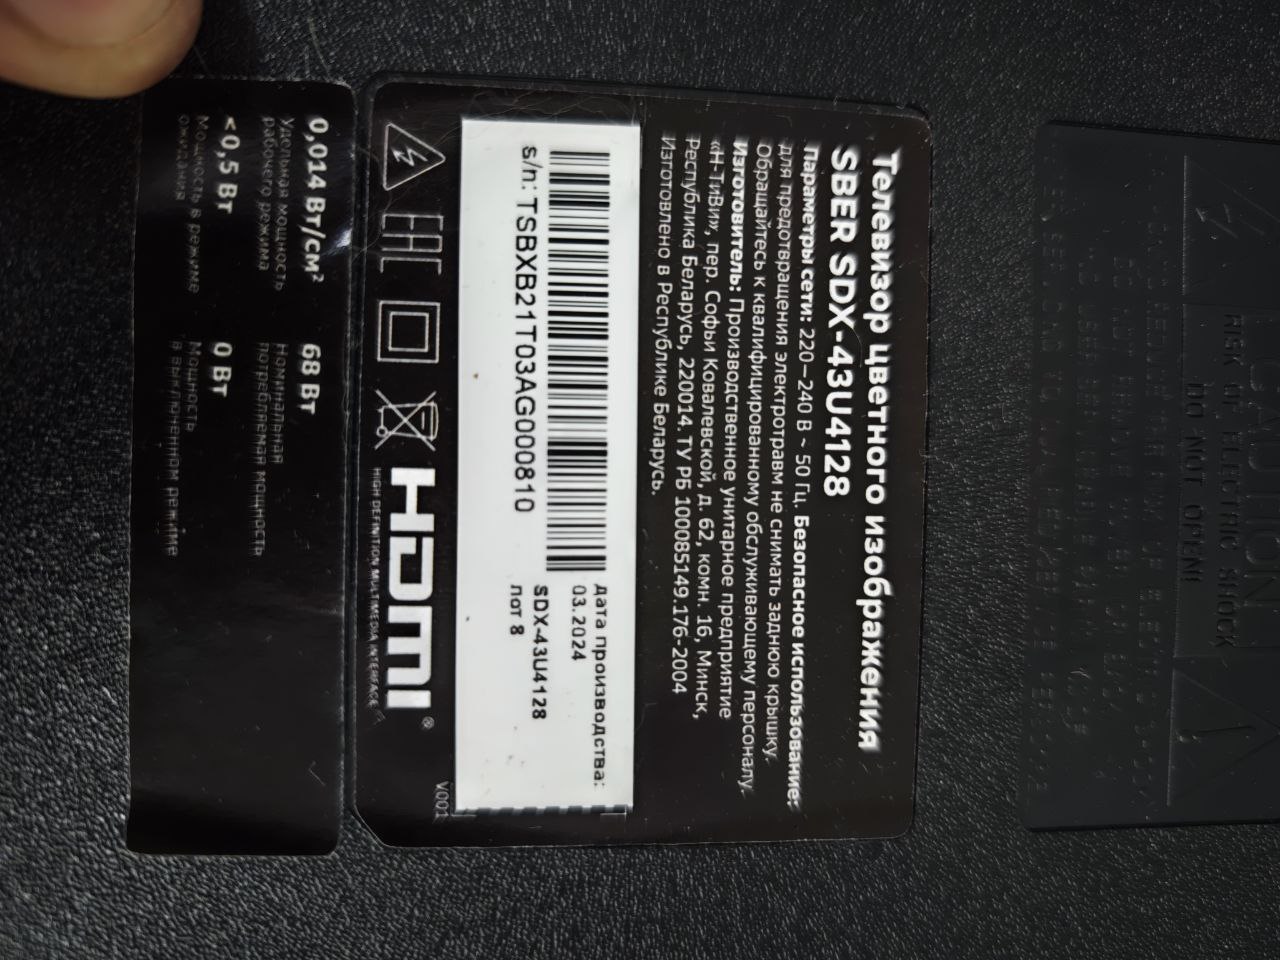 Телевизор цветного изображения
SBER SDX-43U4128
Параметры сети: 220–240 В ~ 50 Гц. Безопасное использование:
для предотвращения электротравм не снимать заднюю крышку.
Обращайтесь к квалифицированному обслуживающему персоналу.
Изготовитель: Производственное унитарное предприятие
«Н-ТиВи», пер. Софьи Ковалевской, д. 62, комн. 16, Минск,
Республика Беларусь, 220014. ТУ РБ 100085149.176-2004
Изготовлено в Республике Беларусь.
s/n: TSBXB21T03AG000810
дата производства:
03.2024
SDX-43U4128
лот 8
EAC
HDMI®
HIGH DEFINITION MULTIMEDIA INTERFACE
V001
0,014 Вт/см²
Удельная мощность
рабочего режима
68 Вт
Номинальная
потребляемая мощность
<0,5 Вт
Мощность в режиме
ожидания
0 Вт
Мощность
в выключенном режиме
CAUTION
RISK OF ELECTRIC SHOCK
DO NOT OPEN!